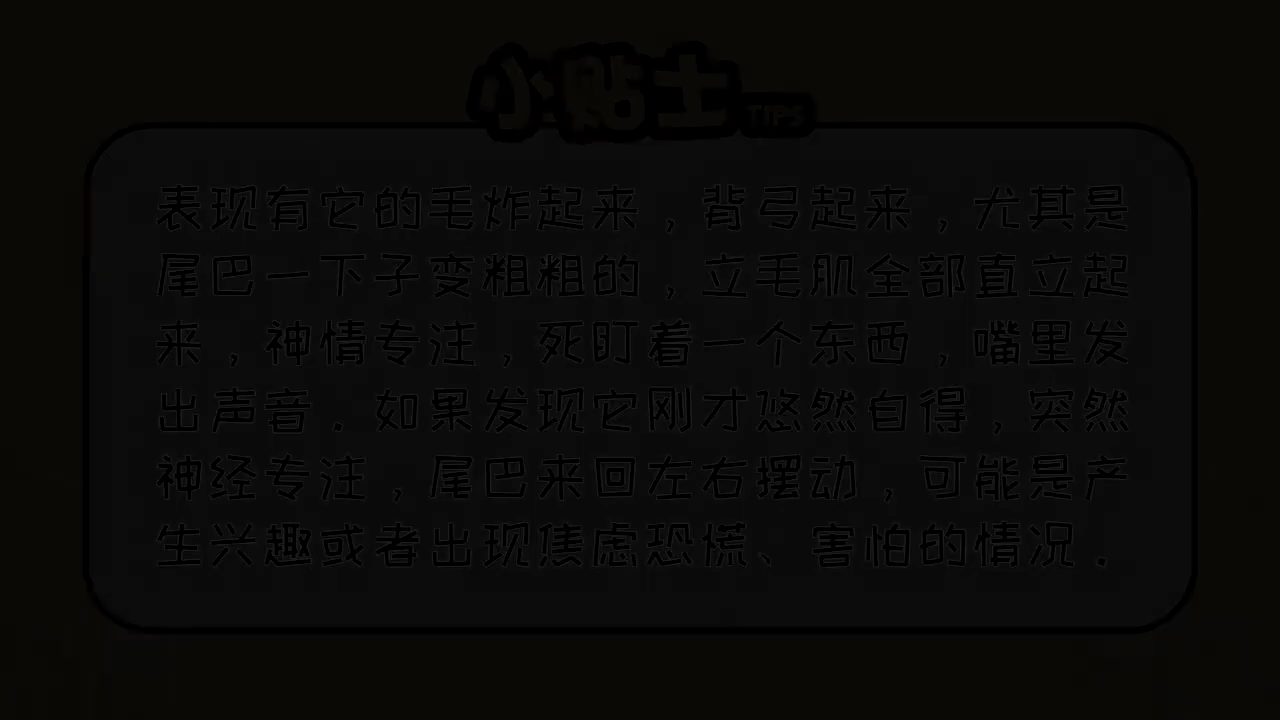 小贴士 TIPS
表现有它的毛炸起来，背弓起来，尤其是
尾巴一下子变粗粗的，立毛肌全部直立起
来，神情专注，死盯着一个东西，嘴里发
出声音．如果发现它刚才悠然自得，突然
神经专注，尾巴来回左右摆动，可能是产
生兴趣或者出现焦虑恐慌、害怕的情况．